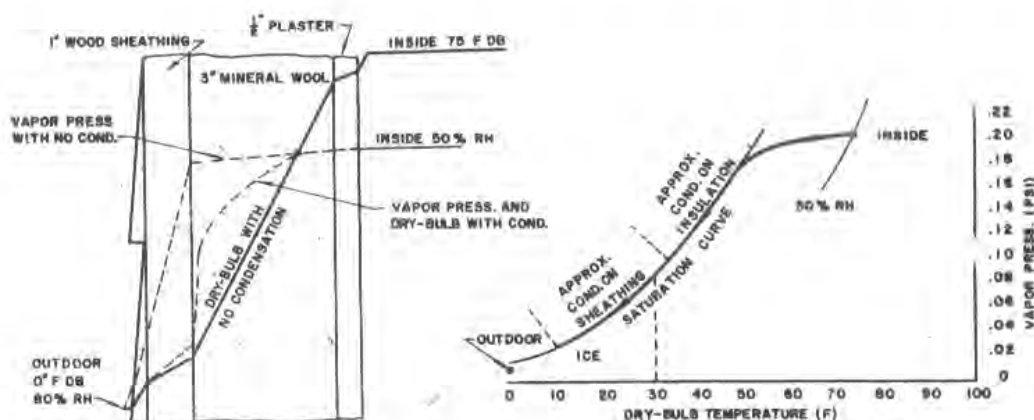 1" WOOD SHEATHING
1/2" PLASTER
INSIDE 75 F DB
3" MINERAL WOOL
VAPOR PRESS.
WITH NO COND.
INSIDE 50% RH
VAPOR PRESS. AND
DRY-BULB WITH COND.
DRY-BULB WITH
NO CONDENSATION
OUTDOOR
0° F DB
80% RH
.22
.20
.18
.16
.14
.12
.10
.08
.06
.04
.02
0
VAPOR PRESS. (PSI)
INSIDE
50% RH
APPROX.
COND. ON
INSULATION
APPROX.
COND. ON
SHEATHING
SATURATION CURVE
OUTDOOR
ICE
0 10 20 30 40 50 60 70 80 90 100
DRY-BULB TEMPERATURE (F)